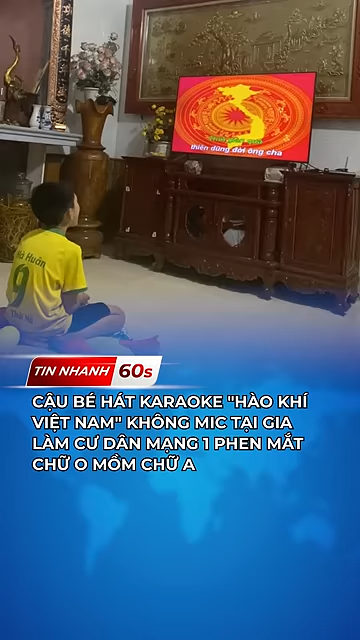 thiên dũng đời ông cha
Hà Huân
9
TIN NHANH 60s
CẬU BÉ HÁT KARAOKE "HÀO KHÍ
VIỆT NAM" KHÔNG MIC TẠI GIA
LÀM CƯ DÂN MẠNG 1 PHEN MẮT
CHỮ O MỒM CHỮ A